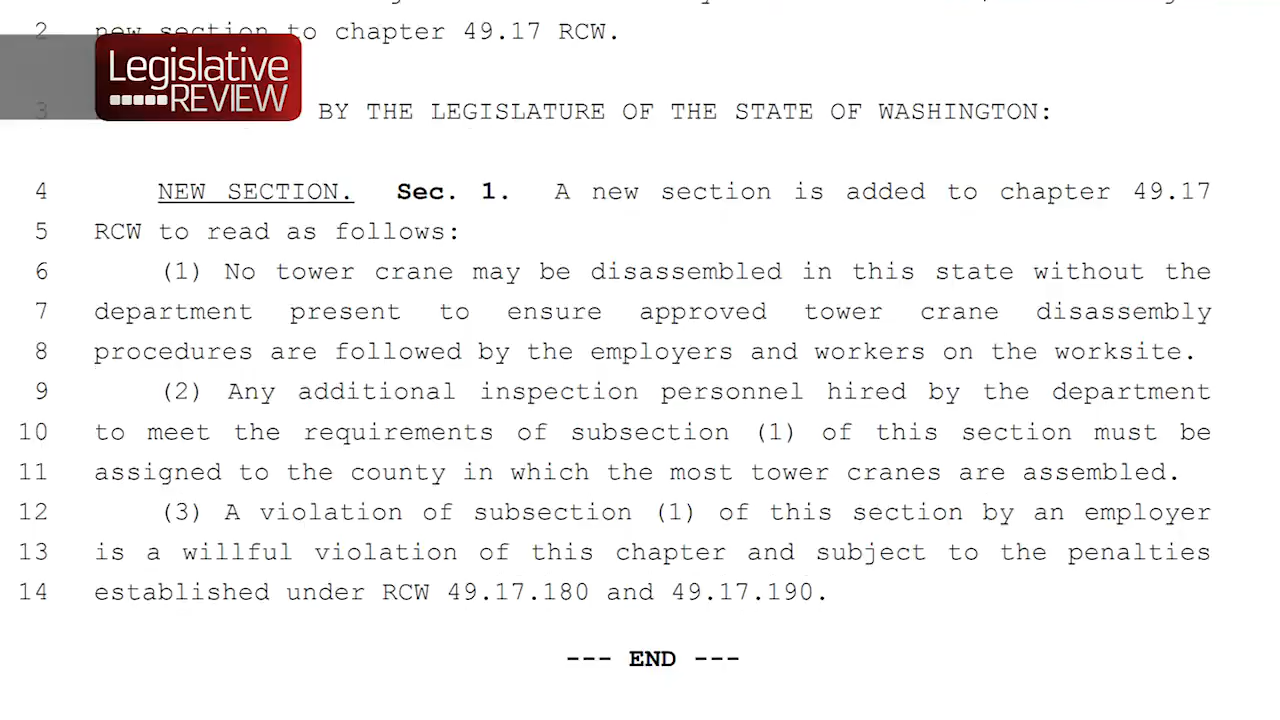 2 new section to chapter 49.17 RCW.
Legislative
REVIEW
3 BY THE LEGISLATURE OF THE STATE OF WASHINGTON:
4 NEW SECTION. Sec. 1. A new section is added to chapter 49.17
5 RCW to read as follows:
6 (1) No tower crane may be disassembled in this state without the
7 department present to ensure approved tower crane disassembly
8 procedures are followed by the employers and workers on the worksite.
9 (2) Any additional inspection personnel hired by the department
10 to meet the requirements of subsection (1) of this section must be
11 assigned to the county in which the most tower cranes are assembled.
12 (3) A violation of subsection (1) of this section by an employer
13 is a willful violation of this chapter and subject to the penalties
14 established under RCW 49.17.180 and 49.17.190.
--- END ---